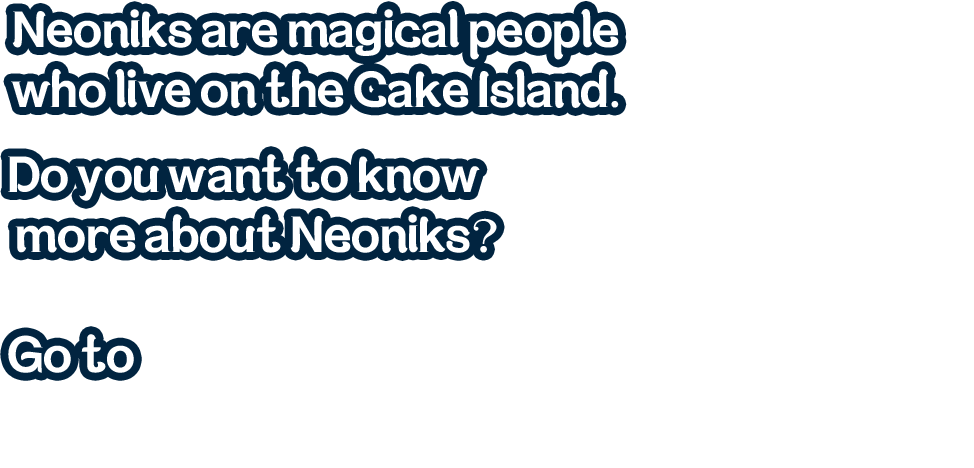 Neoniks are magical people
who live on the Cake Island.
Do you want to know
more about Neoniks?
Go to